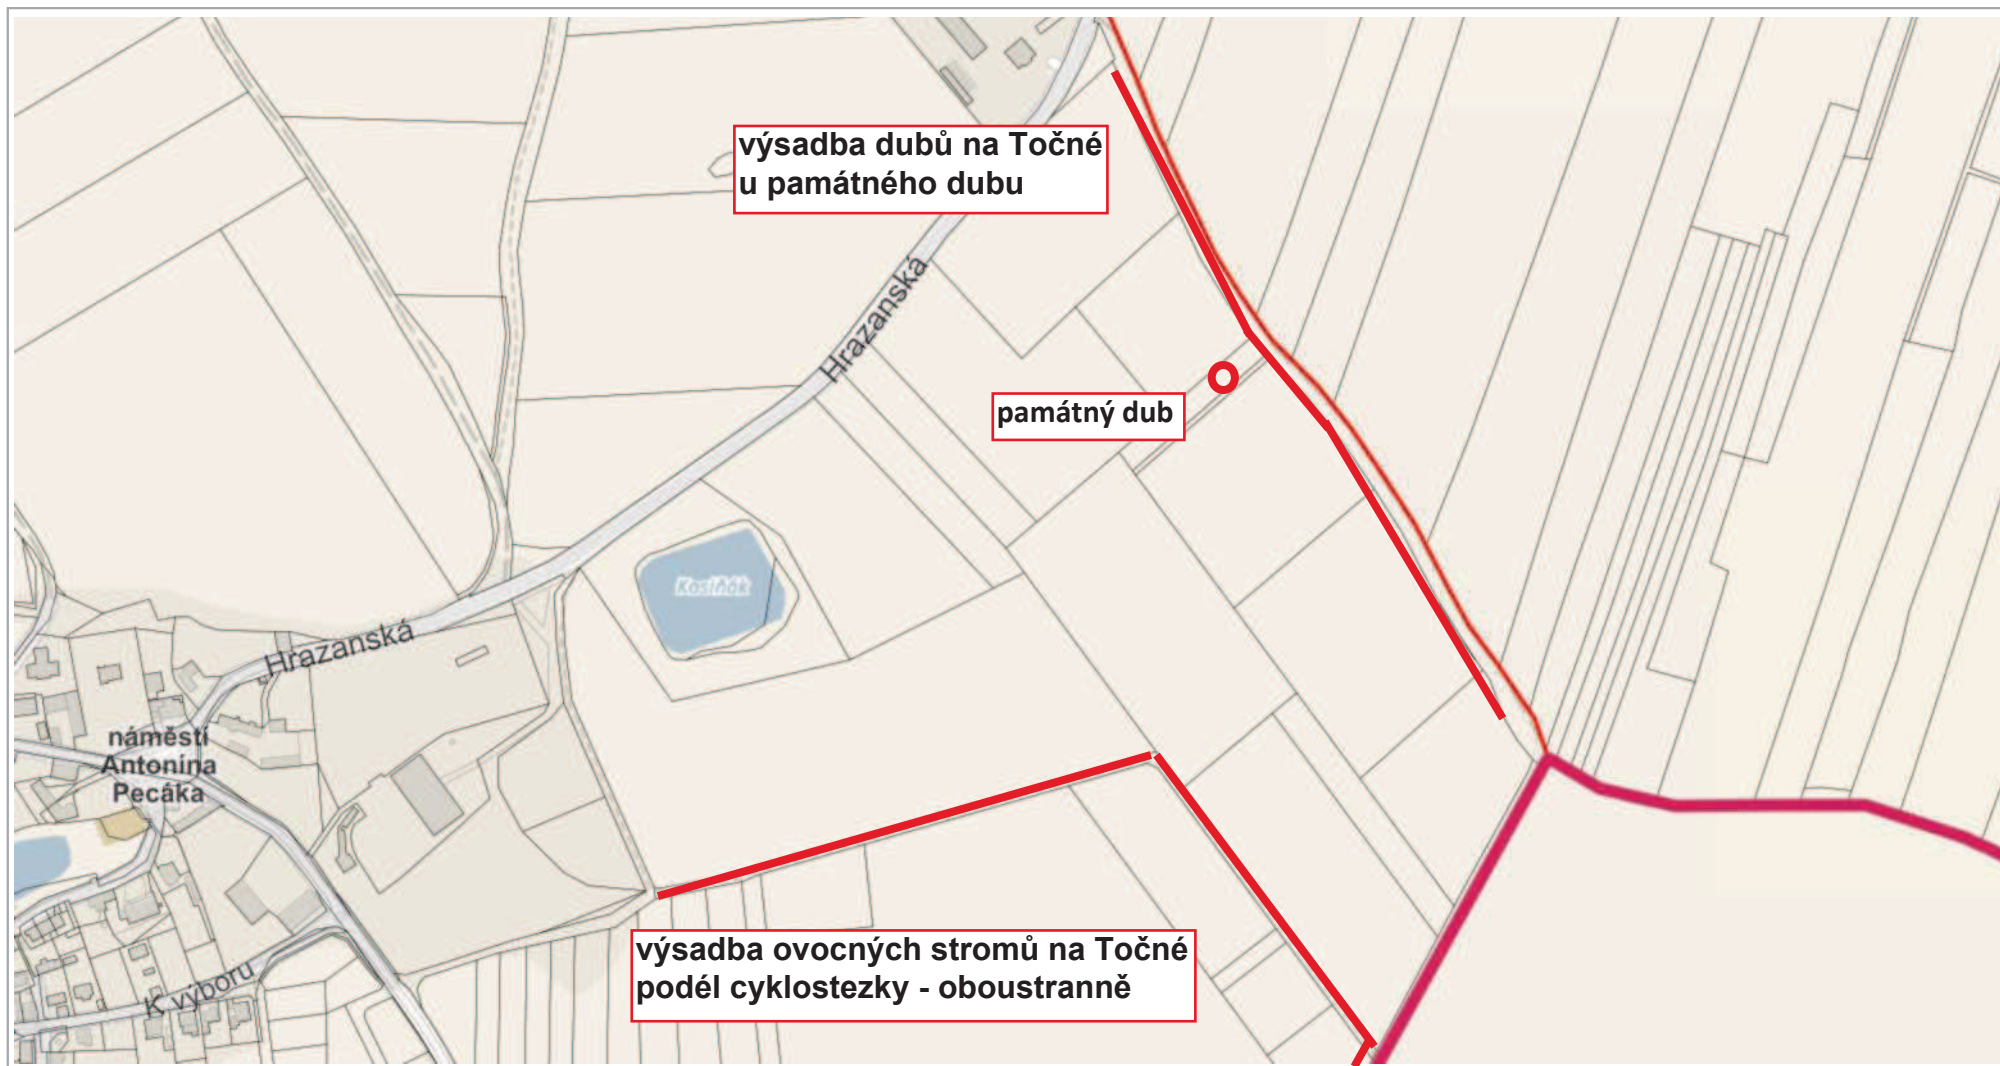 výsadba dubů na Točné
u památného dubu
Hrazanská
památný dub
Kosiňák
Hrazanská
náměstí
Antonína
Pecáka
výsadba ovocných stromů na Točné
podél cyklostezky - oboustranně
K výboru